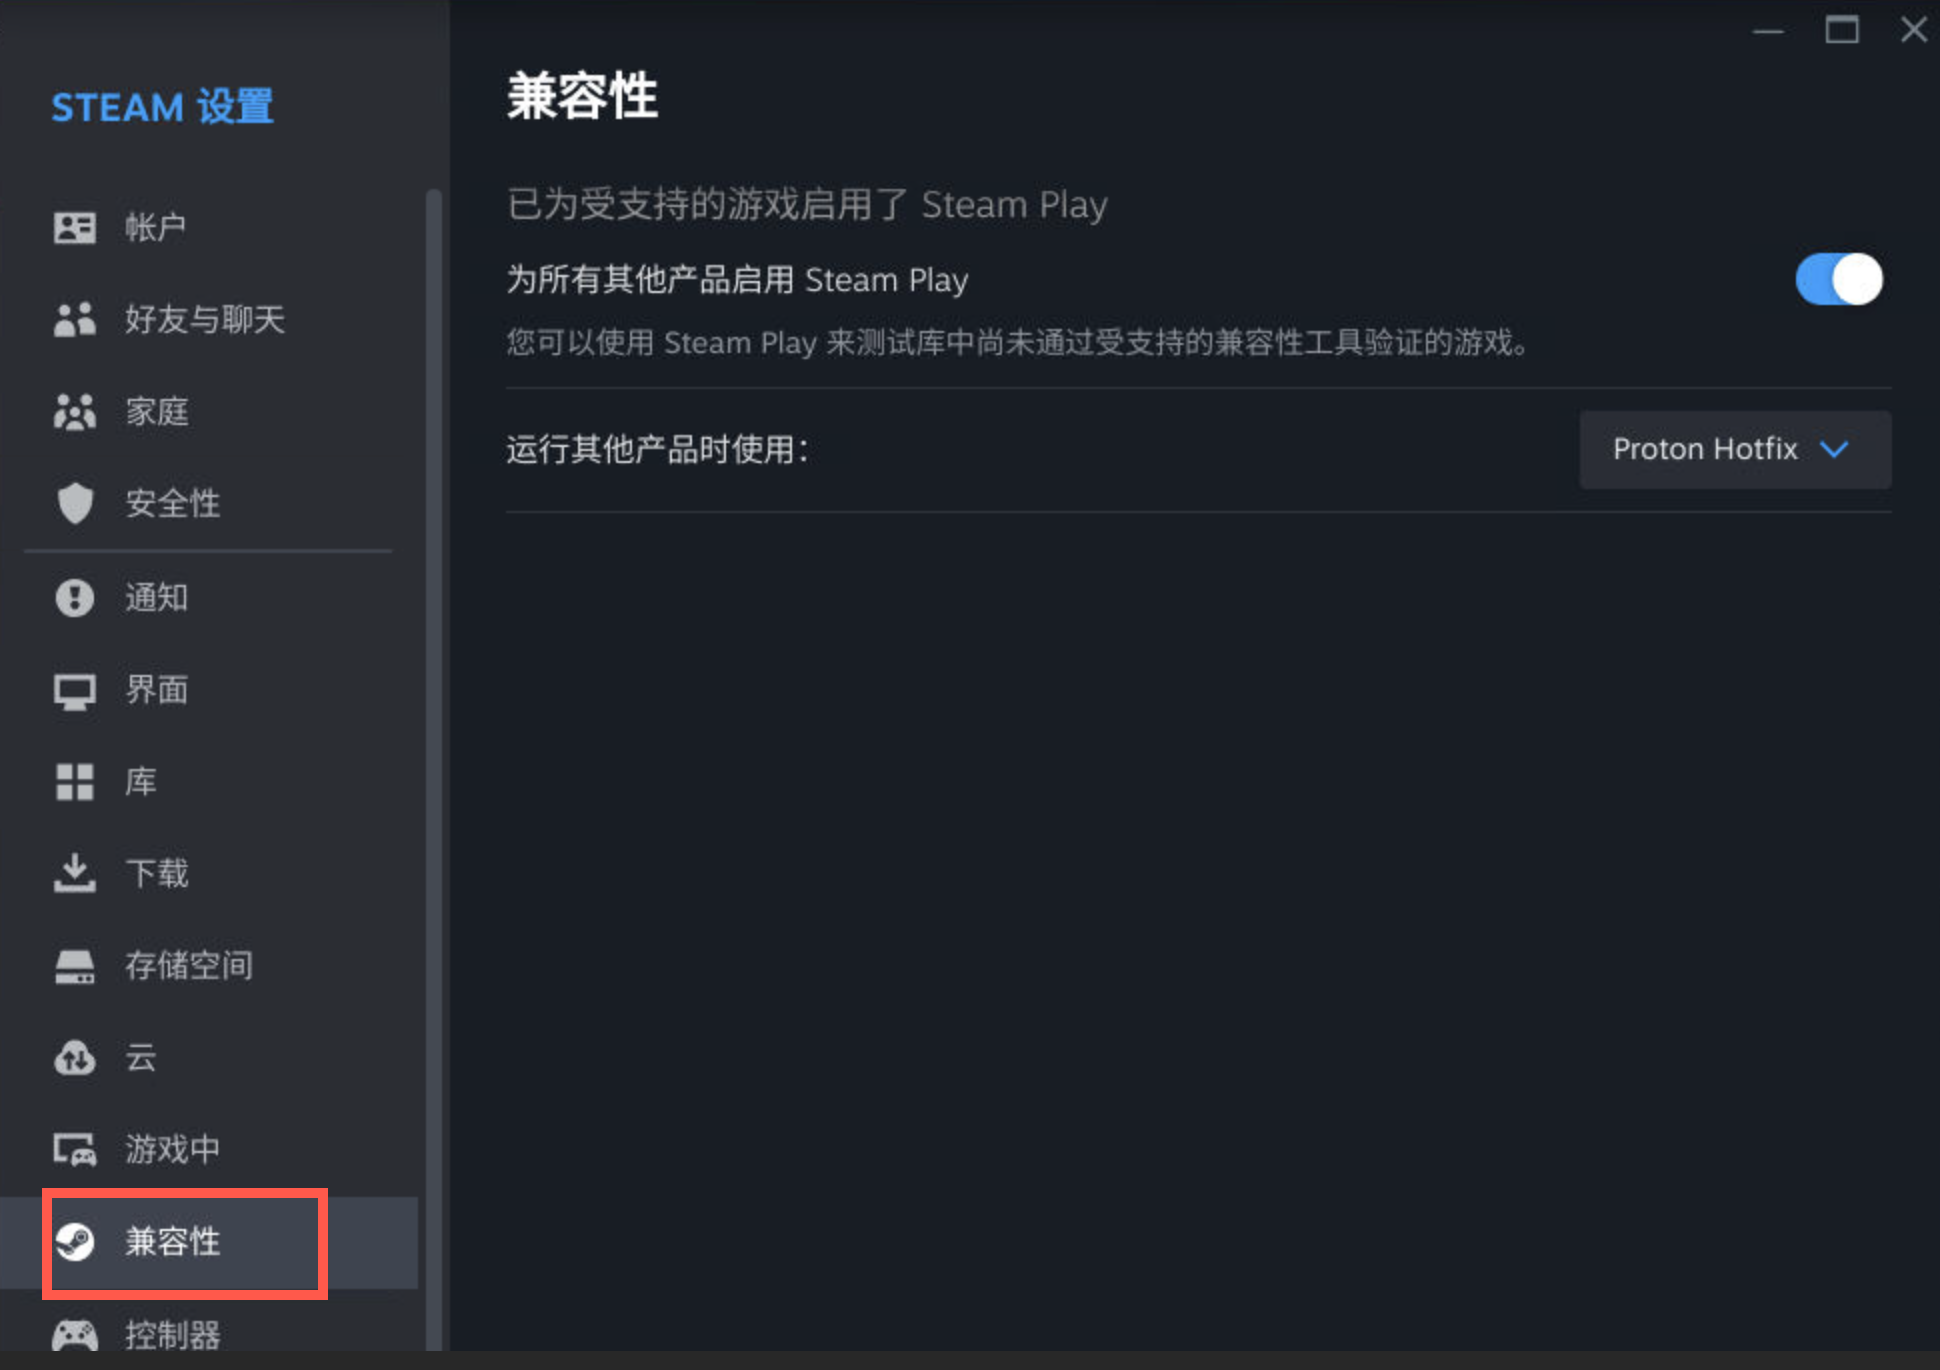 STEAM 设置
帐户
好友与聊天
家庭
安全性
通知
界面
库
下载
存储空间
云
游戏中
兼容性
控制器
兼容性
已为受支持的游戏启用了 Steam Play
为所有其他产品启用 Steam Play
您可以使用 Steam Play 来测试库中尚未通过受支持的兼容性工具验证的游戏。
运行其他产品时使用：
Proton Hotfix